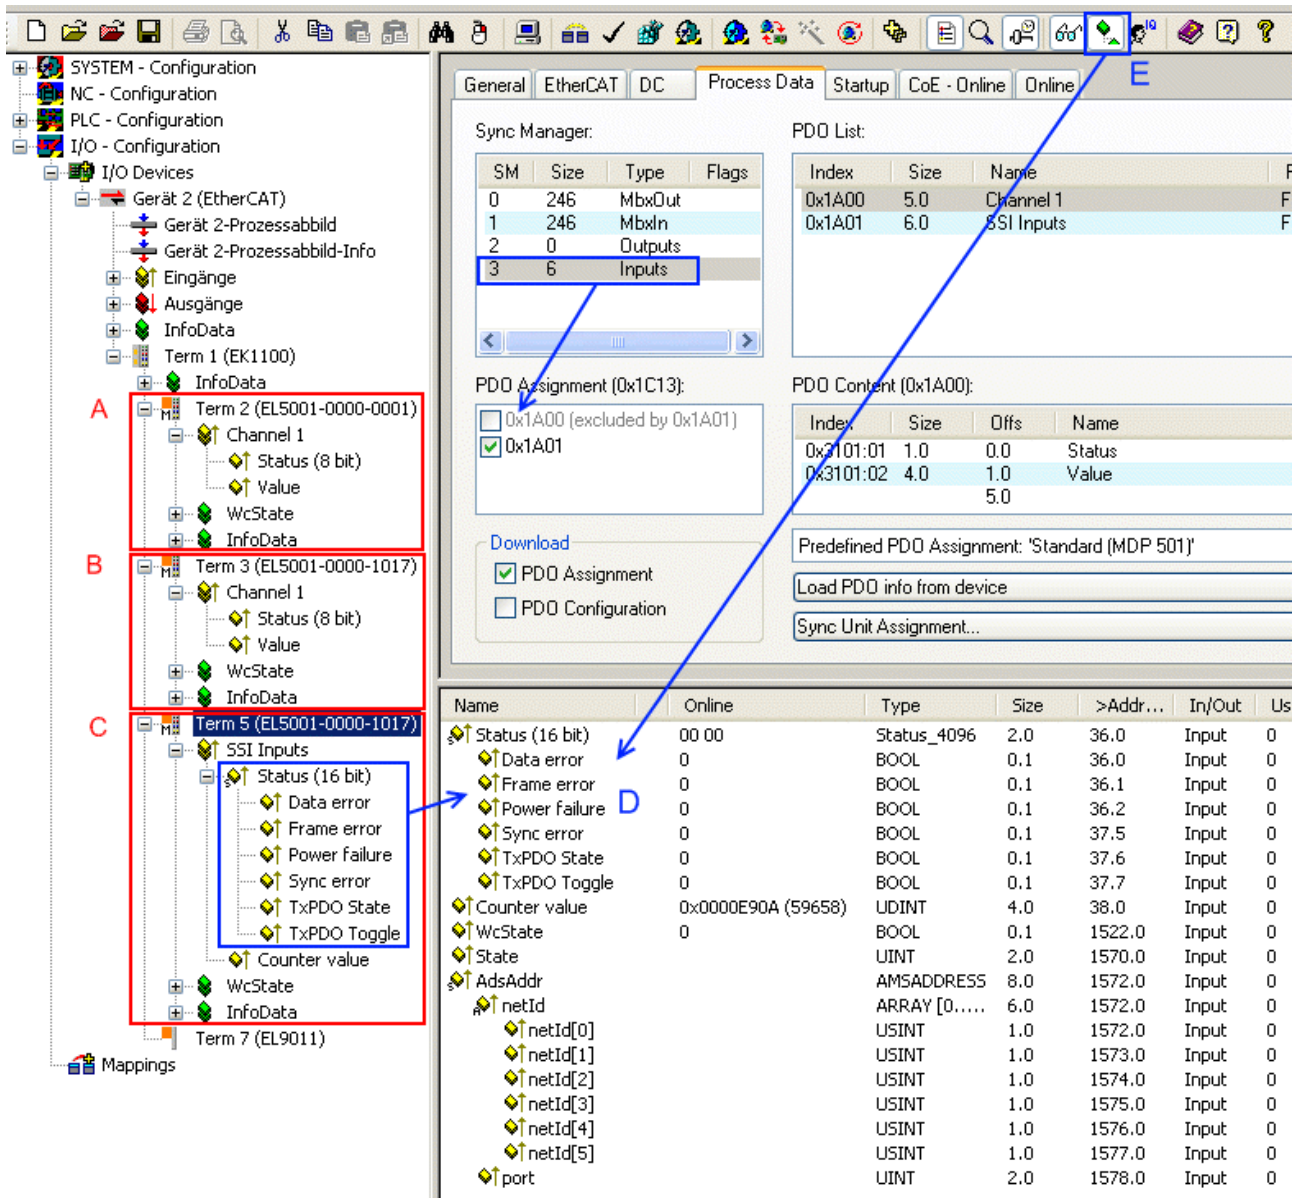 E
SYSTEM - Configuration
NC - Configuration
PLC - Configuration
I/O - Configuration
I/O Devices
Gerät 2 (EtherCAT)
Gerät 2-Prozessabbild
Gerät 2-Prozessabbild-Info
Eingänge
Ausgänge
InfoData
Term 1 (EK1100)
InfoData
A
Term 2 (EL5001-0000-0001)
Channel 1
Status (8 bit)
Value
WcState
InfoData
B
Term 3 (EL5001-0000-1017)
Channel 1
Status (8 bit)
Value
WcState
InfoData
C
Term 5 (EL5001-0000-1017)
SSI Inputs
Status (16 bit)
Data error
Frame error
Power failure
Sync error
TxPDO State
TxPDO Toggle
Counter value
WcState
InfoData
Term 7 (EL9011)
Mappings
General EtherCAT DC Process Data Startup CoE - Online Online
Sync Manager:
SM Size Type Flags
0 246 MbxOut
1 246 MbxIn
2 0 Outputs
3 6 Inputs
PDO List:
Index Size Name F
0x1A00 5.0 Channel 1 F
0x1A01 6.0 SSI Inputs F
PDO Assignment (0x1C13):
0x1A00 (excluded by 0x1A01)
0x1A01
PDO Content (0x1A00):
Index Size Offs Name
0x3101:01 1.0 0.0 Status
0x3101:02 4.0 1.0 Value
5.0
Download
PDO Assignment
PDO Configuration
Predefined PDO Assignment: 'Standard (MDP 501)'
Load PDO info from device
Sync Unit Assignment...
Name Online Type Size >Addr... In/Out Us
Status (16 bit) 00 00 Status_4096 2.0 36.0 Input 0
Data error 0 BOOL 0.1 36.0 Input 0
Frame error 0 BOOL 0.1 36.1 Input 0
Power failure 0 BOOL 0.1 36.2 Input 0
D
Sync error 0 BOOL 0.1 37.5 Input 0
TxPDO State 0 BOOL 0.1 37.6 Input 0
TxPDO Toggle 0 BOOL 0.1 37.7 Input 0
Counter value 0x0000E90A (59658) UDINT 4.0 38.0 Input 0
WcState 0 BOOL 0.1 1522.0 Input 0
State UINT 2.0 1570.0 Input 0
AdsAddr AMSADDRESS 8.0 1572.0 Input 0
netId ARRAY [0..... 6.0 1572.0 Input 0
netId[0] USINT 1.0 1572.0 Input 0
netId[1] USINT 1.0 1573.0 Input 0
netId[2] USINT 1.0 1574.0 Input 0
netId[3] USINT 1.0 1575.0 Input 0
netId[4] USINT 1.0 1576.0 Input 0
netId[5] USINT 1.0 1577.0 Input 0
port UINT 2.0 1578.0 Input 0